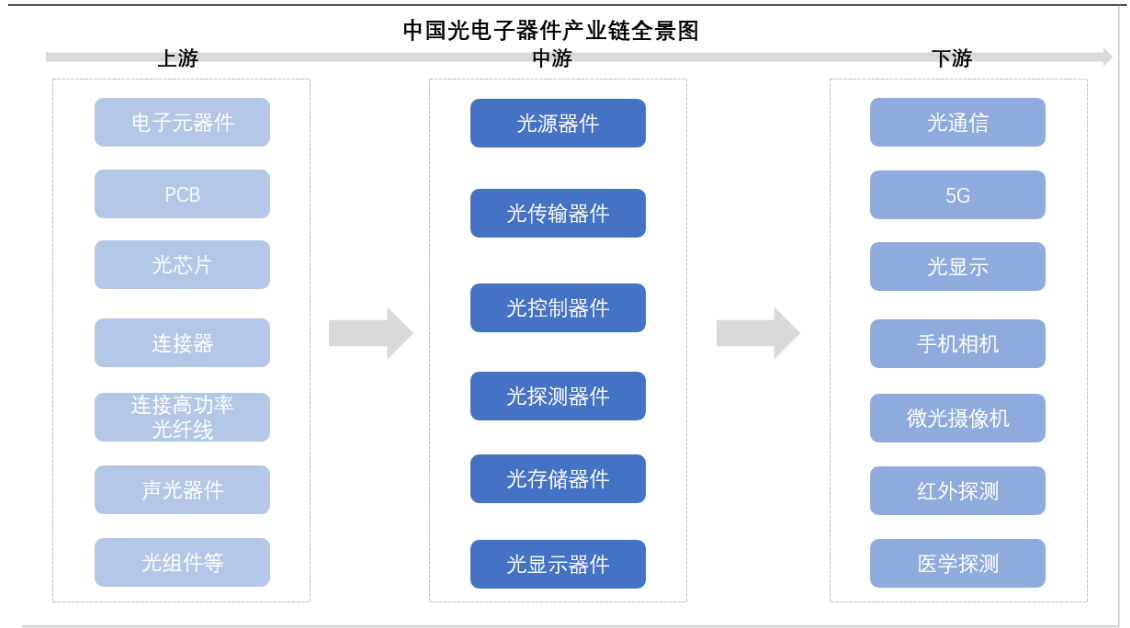 中国光电子器件产业链全景图
上游
中游
下游
电子元器件
PCB
光芯片
连接器
连接高功率
光纤线
声光器件
光组件等
光源器件
光传输器件
光控制器件
光探测器件
光存储器件
光显示器件
光通信
5G
光显示
手机相机
微光摄像机
红外探测
医学探测